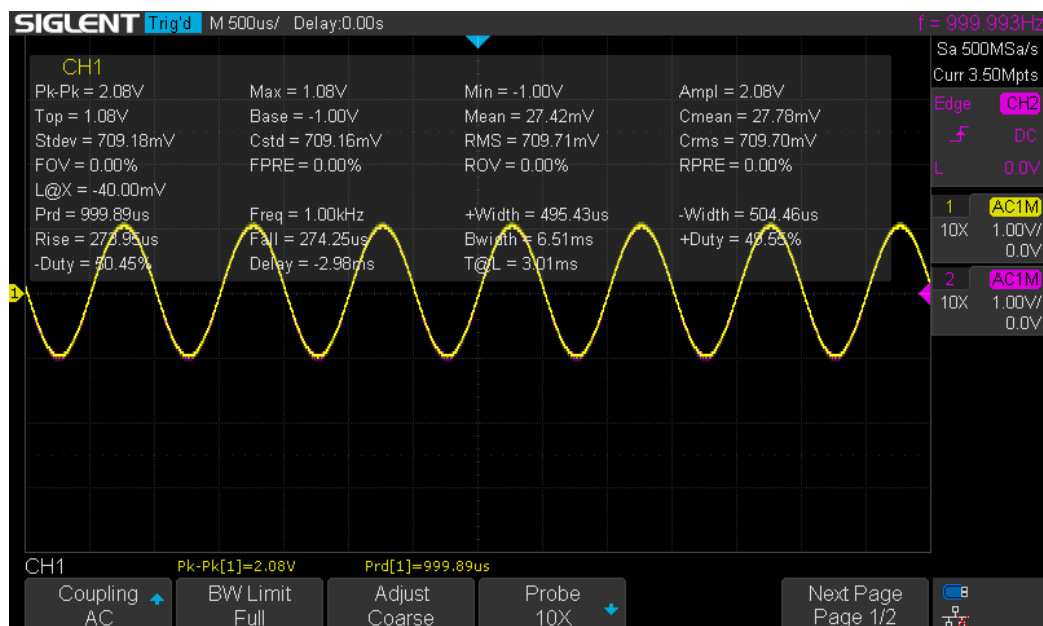 SIGLENT Trig'd M 500us/ Delay:0.00s f = 999.993Hz
Sa 500MSa/s
Curr 3.50Mpts
Edge CH2
DC
L 0.0V
1 AC1M
10X 1.00V/
0.0V
2 AC1M
10X 1.00V/
0.0V
CH1
Pk-Pk = 2.08V Max = 1.08V Min = -1.00V Ampl = 2.08V
Top = 1.08V Base = -1.00V Mean = 27.42mV Cmean = 27.78mV
Stdev = 709.18mV Cstd = 709.16mV RMS = 709.71mV Crms = 709.70mV
FOV = 0.00% FPRE = 0.00% ROV = 0.00% RPRE = 0.00%
L@X = -40.00mV
Prd = 999.89us Freq = 1.00kHz +Width = 495.43us -Width = 504.46us
Rise = 273.95us Fall = 274.25us Bwidth = 6.51ms +Duty = 49.55%
-Duty = 50.45% Delay = -2.98ms T@L = 3.01ms
1
CH1 Pk-Pk[1]=2.08V Prd[1]=999.89us
Coupling BW Limit Adjust Probe Next Page
AC Full Coarse 10X Page 1/2